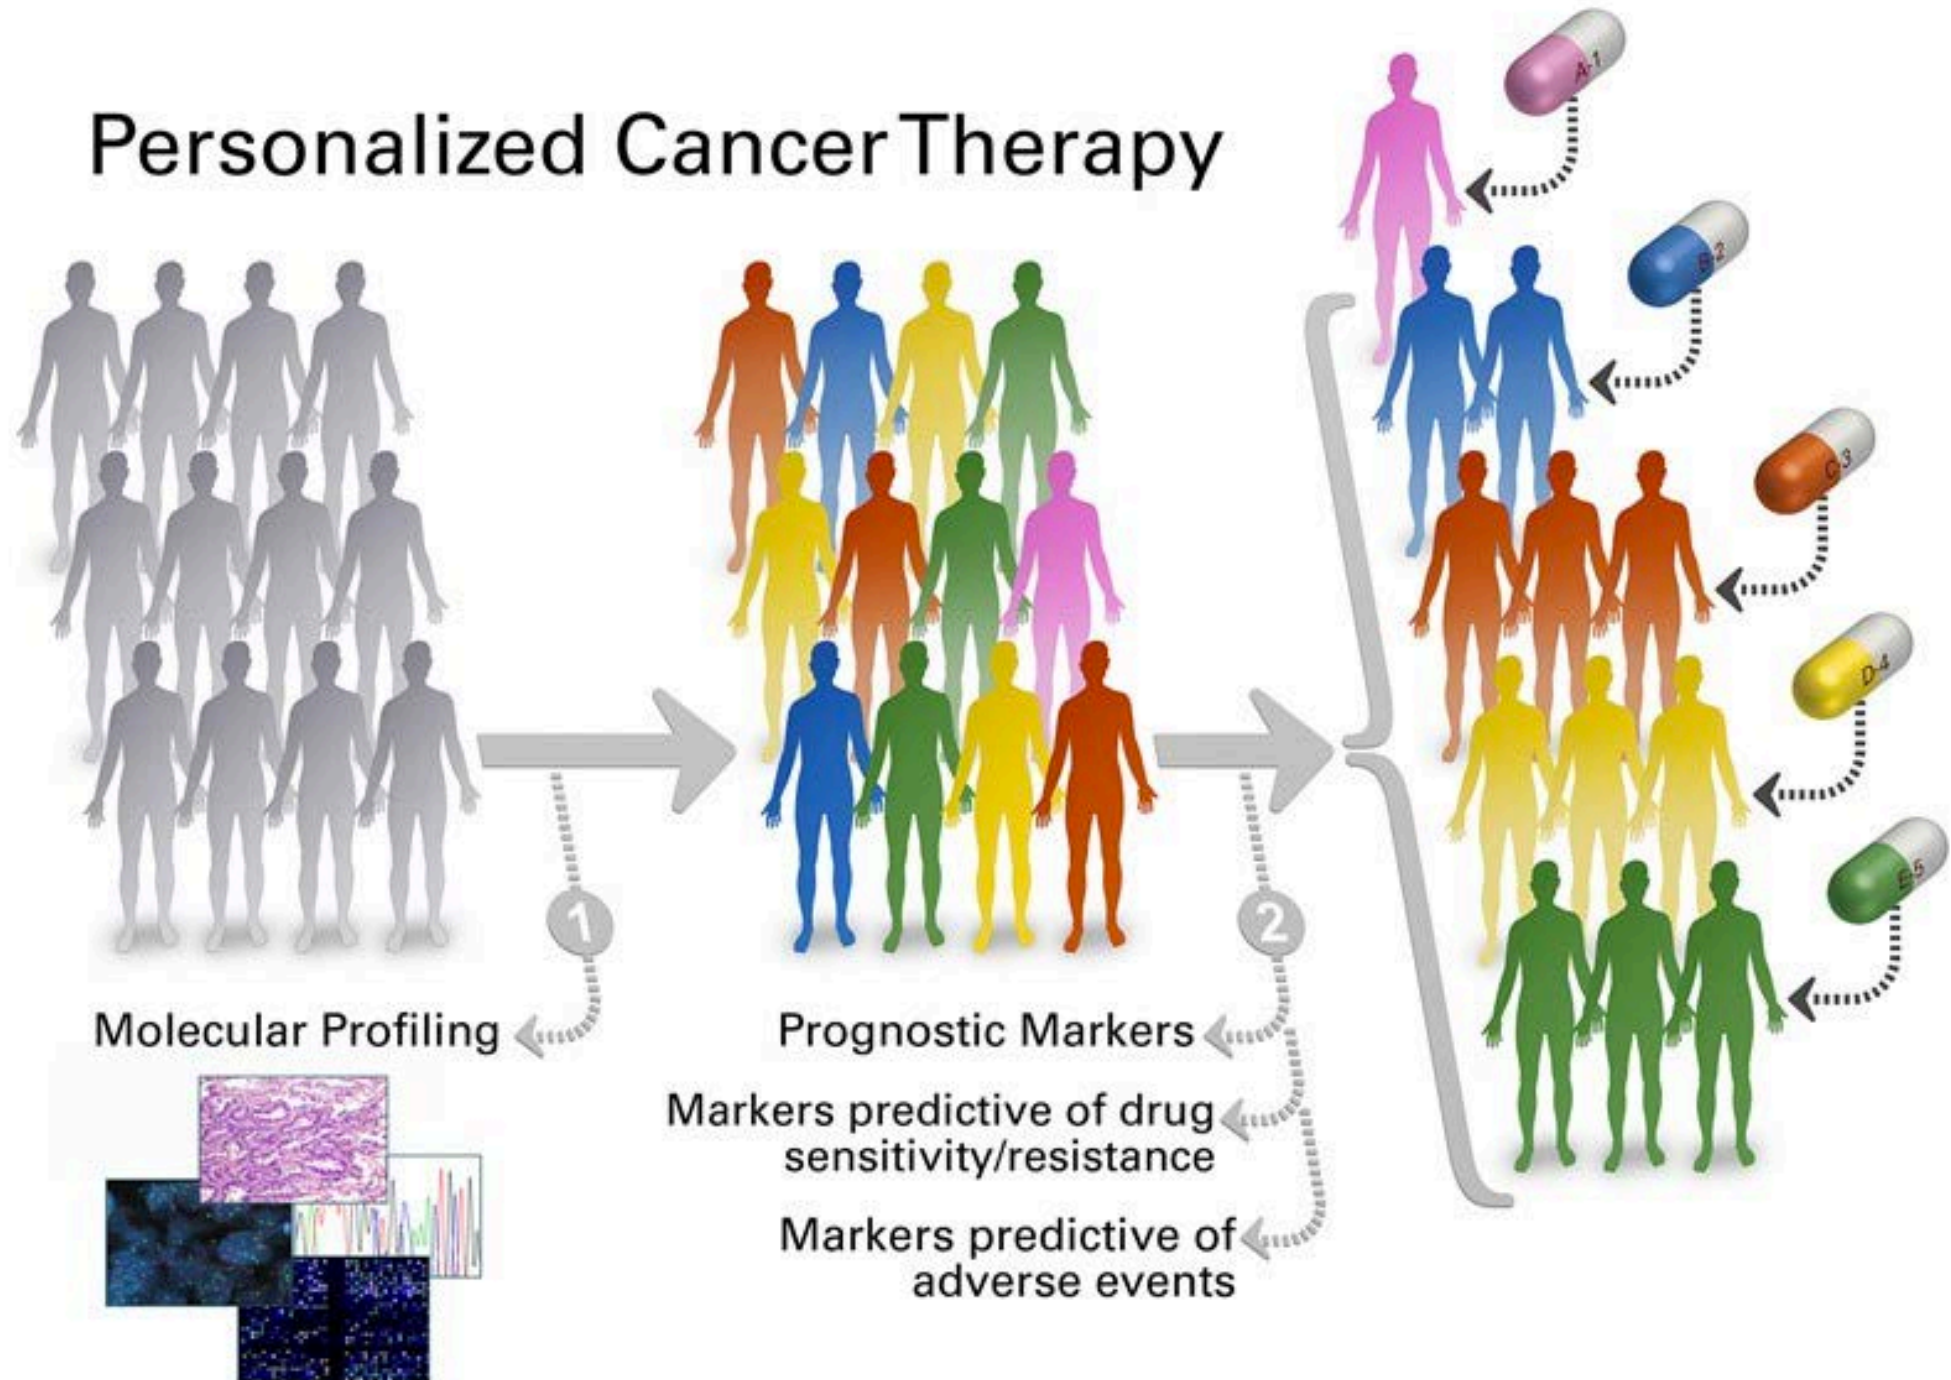 Personalized Cancer Therapy
A-1
B-2
C-3
D-4
E-5
1
2
Molecular Profiling
Prognostic Markers
Markers predictive of drug
sensitivity/resistance
Markers predictive of
adverse events